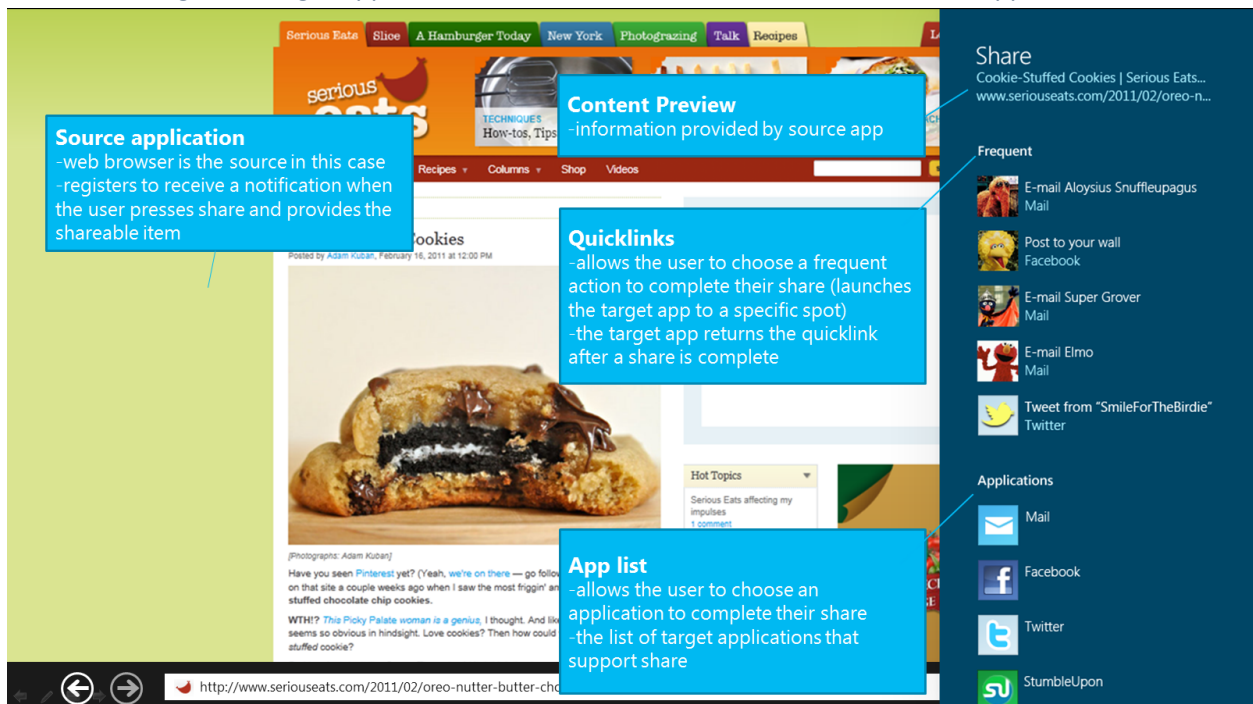 Serious Eats Slice A Hamburger Today New York Photograzing Talk Recipes
serious
TECHNIQUES
How-tos, Tips
Recipes Columns Shop Videos
Source application
-web browser is the source in this case
-registers to receive a notification when
the user presses share and provides the
shareable item
Content Preview
-information provided by source app
Quicklinks
-allows the user to choose a frequent
action to complete their share (launches
the target app to a specific spot)
-the target app returns the quicklink
after a share is complete
App list
-allows the user to choose an
application to complete their share
-the list of target applications that
support share
Cookies
Posted by Adam Kuban, February 16, 2011 at 12:00 PM
[Photographs: Adam Kuban]
Have you seen Pinterest yet? (Yeah, we're on there — go follow
on that site a couple weeks ago when I saw the most friggin' an
stuffed chocolate chip cookies.
WTH!? This Picky Palate woman is a genius, I thought. And like
seems so obvious in hindsight. Love cookies? Then how could
stuffed cookie?
Hot Topics
Serious Eats affecting my
impulses
1 comment
http://www.seriouseats.com/2011/02/oreo-nutter-butter-cho
Share
Cookie-Stuffed Cookies | Serious Eats...
www.seriouseats.com/2011/02/oreo-n...
Frequent
E-mail Aloysius Snuffleupagus
Mail
Post to your wall
Facebook
E-mail Super Grover
Mail
E-mail Elmo
Mail
Tweet from "SmileForTheBirdie"
Twitter
Applications
Mail
Facebook
Twitter
StumbleUpon